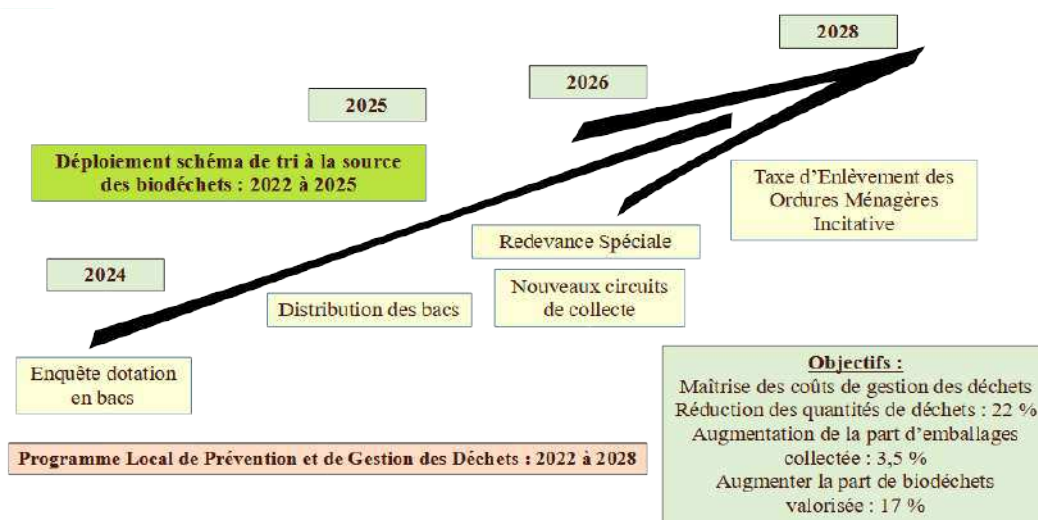 2028
2026
2025
Déploiement schéma de tri à la source
des biodéchets : 2022 à 2025
Taxe d'Enlèvement des
Ordures Ménagères
Incitative
Redevance Spéciale
2024
Nouveaux circuits
de collecte
Distribution des bacs
Enquête dotation
en bacs
Objectifs :
Maîtrise des coûts de gestion des déchets
Réduction des quantités de déchets : 22 %
Augmentation de la part d'emballages
collectée : 3,5 %
Augmenter la part de biodéchets
valorisée : 17 %
Programme Local de Prévention et de Gestion des Déchets : 2022 à 2028